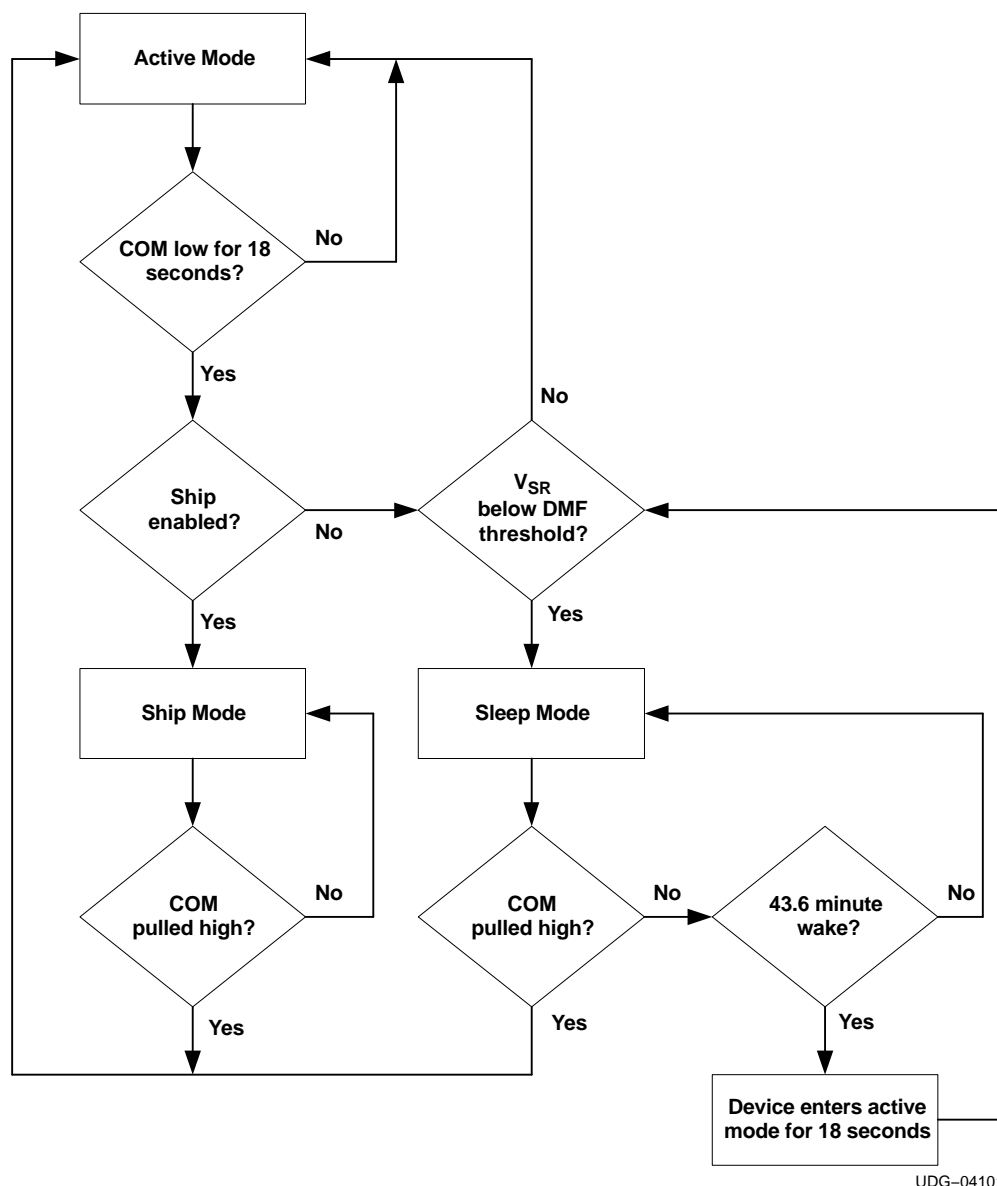 Active Mode
COM low for 18
seconds?
No
Yes
No
Ship
enabled?
No
VSR
below DMF
threshold?
Yes
Yes
Ship Mode
Sleep Mode
COM
pulled high?
No
COM
pulled high?
No
43.6 minute
wake?
No
Yes
Yes
Yes
Device enters active
mode for 18 seconds
UDG–0410